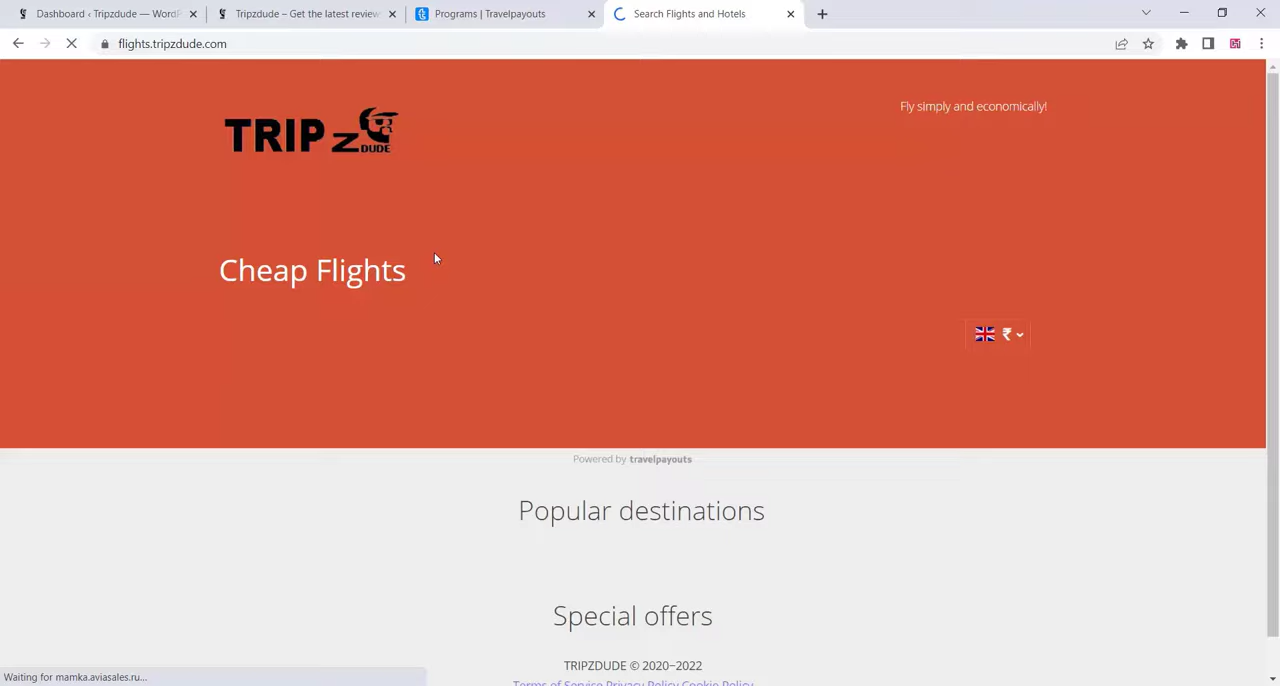 Dashboard ‹ Tripzdude — WordP
Tripzdude – Get the latest review
Programs | Travelpayouts
Search Flights and Hotels
flights.tripzdude.com
Fly simply and economically!
TRIP Z
DUDE
Cheap Flights
₹
Powered by travelpayouts
Popular destinations
Special offers
TRIPZDUDE © 2020–2022
Terms of Service Privacy Policy Cookie Policy
Waiting for mamka.aviasales.ru...